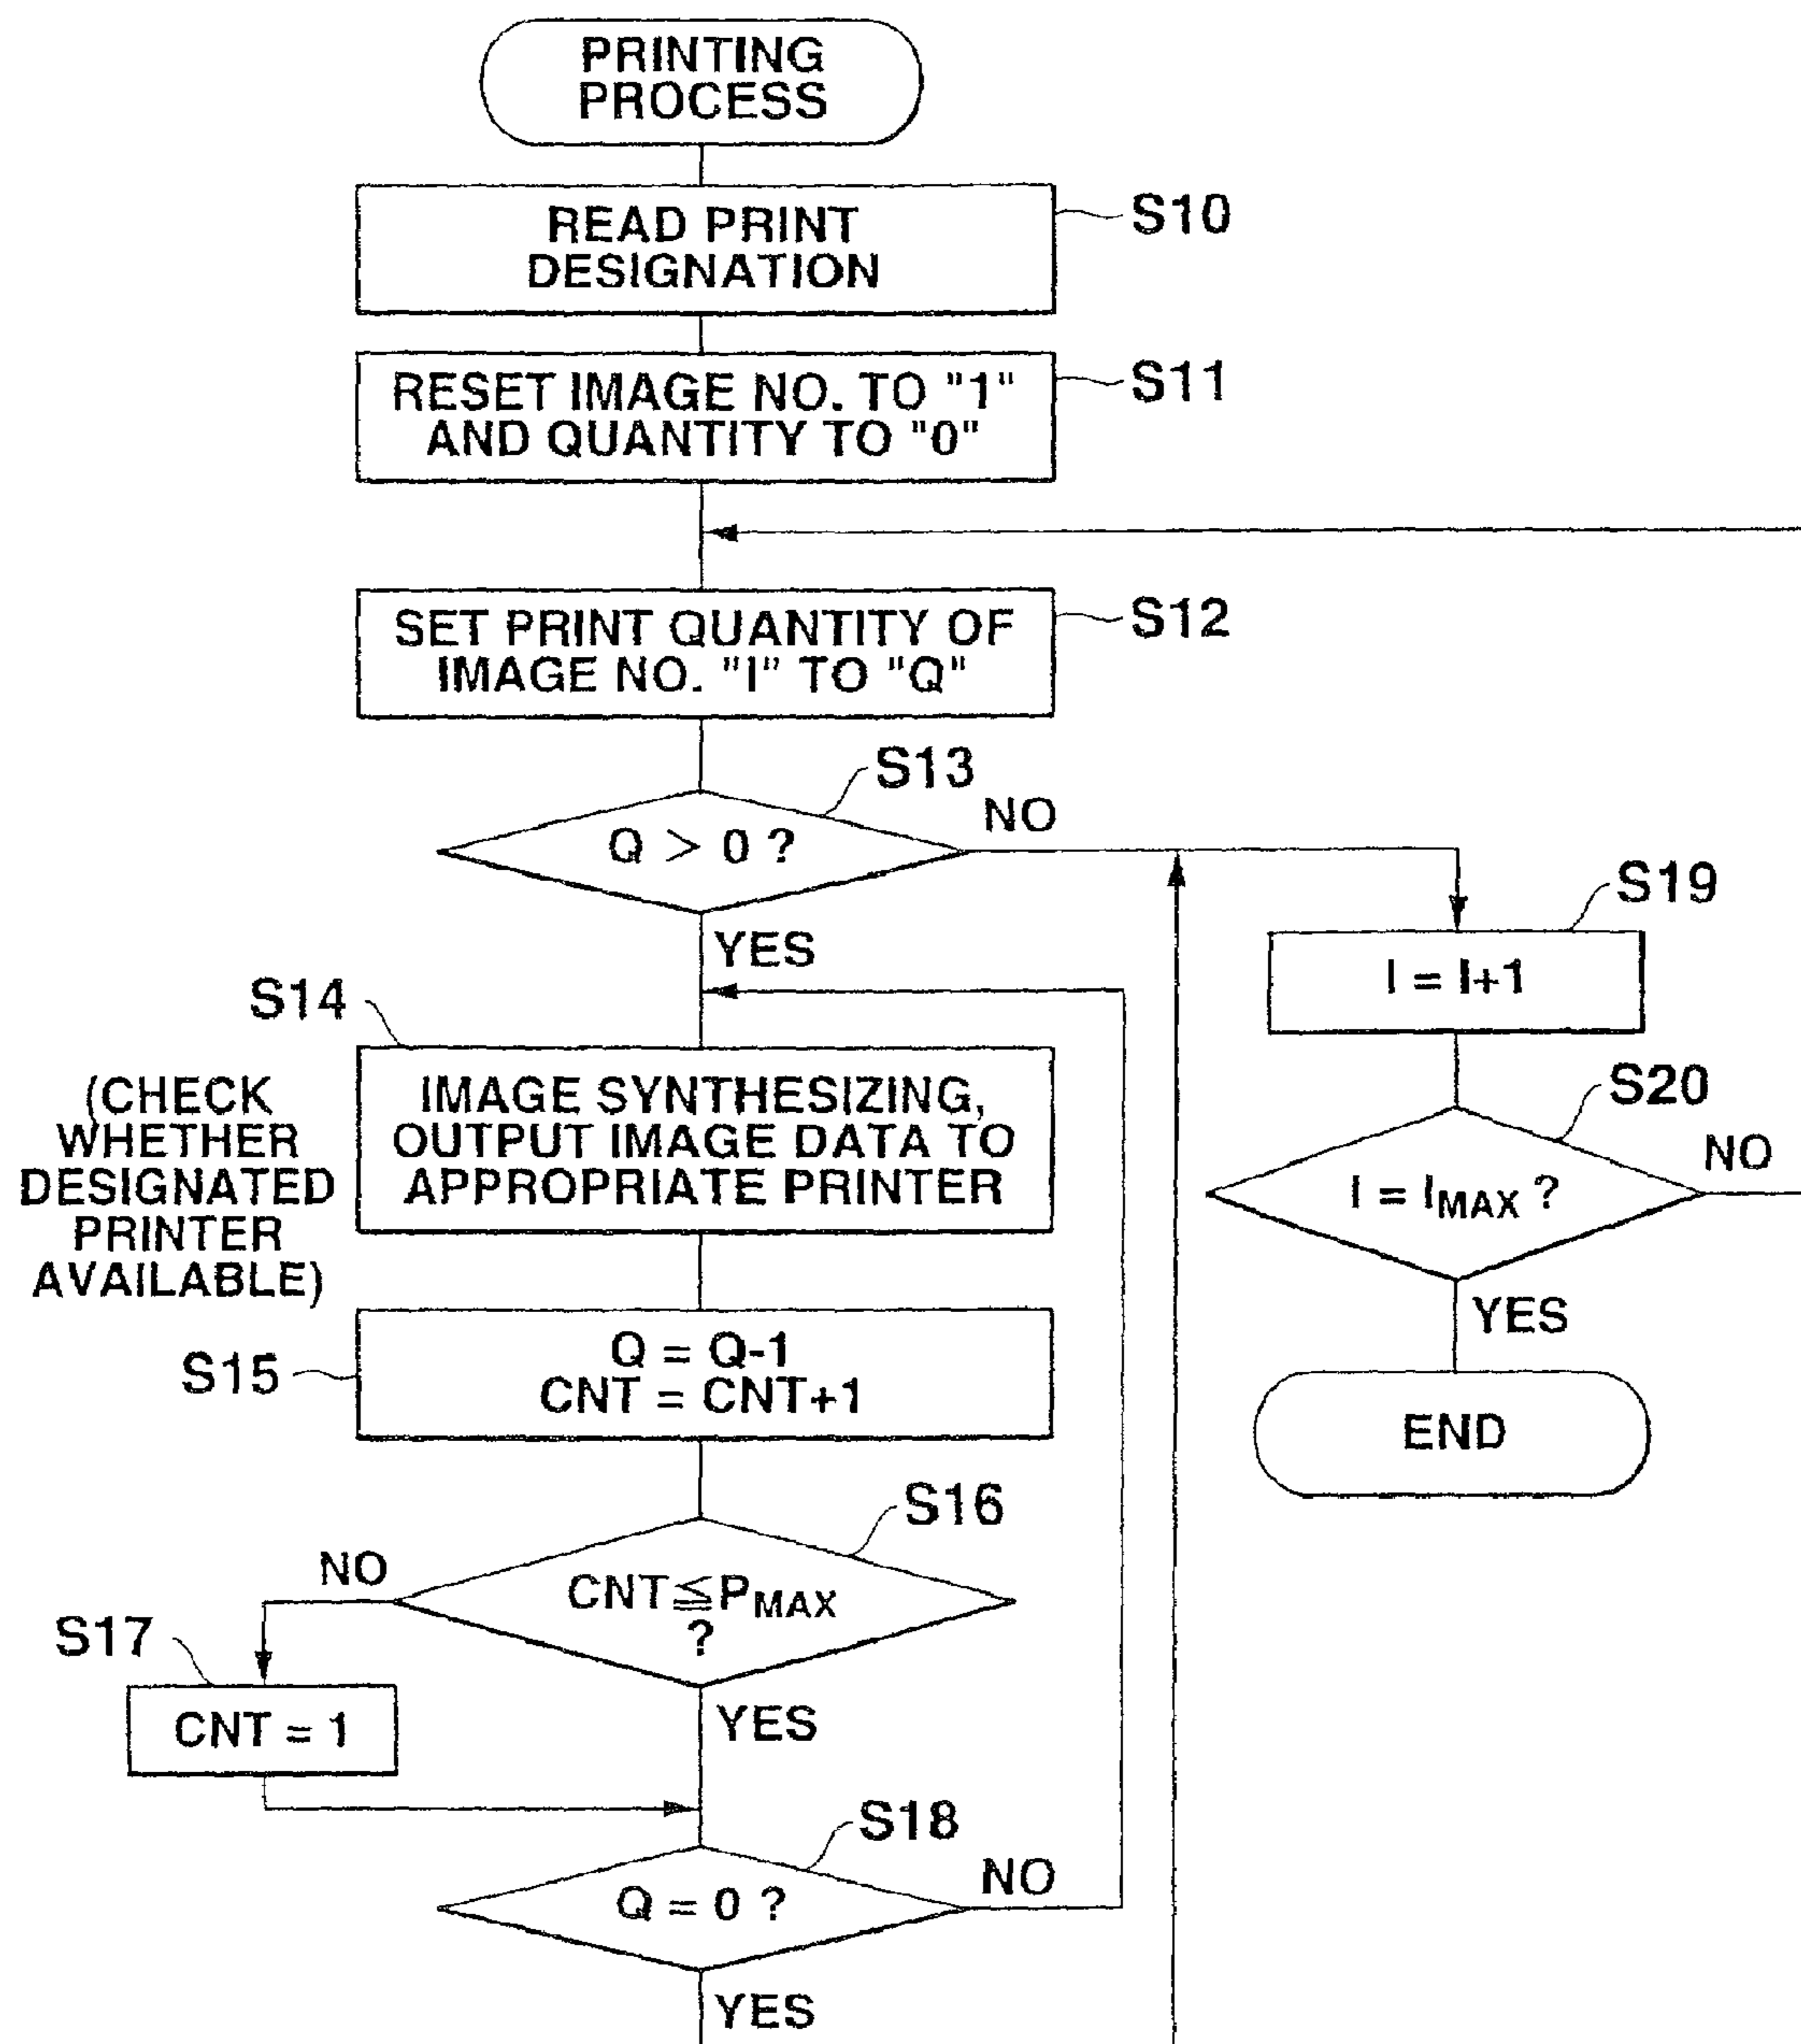 PRINTING
PROCESS
READ PRINT
DESIGNATION
S10
RESET IMAGE NO. TO "1"
AND QUANTITY TO "0"
S11
SET PRINT QUANTITY OF
IMAGE NO. "I" TO "Q"
S12
S13
Q > 0 ?
NO
YES
S14
(CHECK
WHETHER
DESIGNATED
PRINTER
AVAILABLE)
IMAGE SYNTHESIZING,
OUTPUT IMAGE DATA TO
APPROPRIATE PRINTER
S15
Q = Q-1
CNT = CNT+1
S16
CNT≦PMAX
?
NO
YES
S17
CNT = 1
S18
Q = 0 ?
NO
YES
S19
I = I+1
S20
I = IMAX ?
NO
YES
END